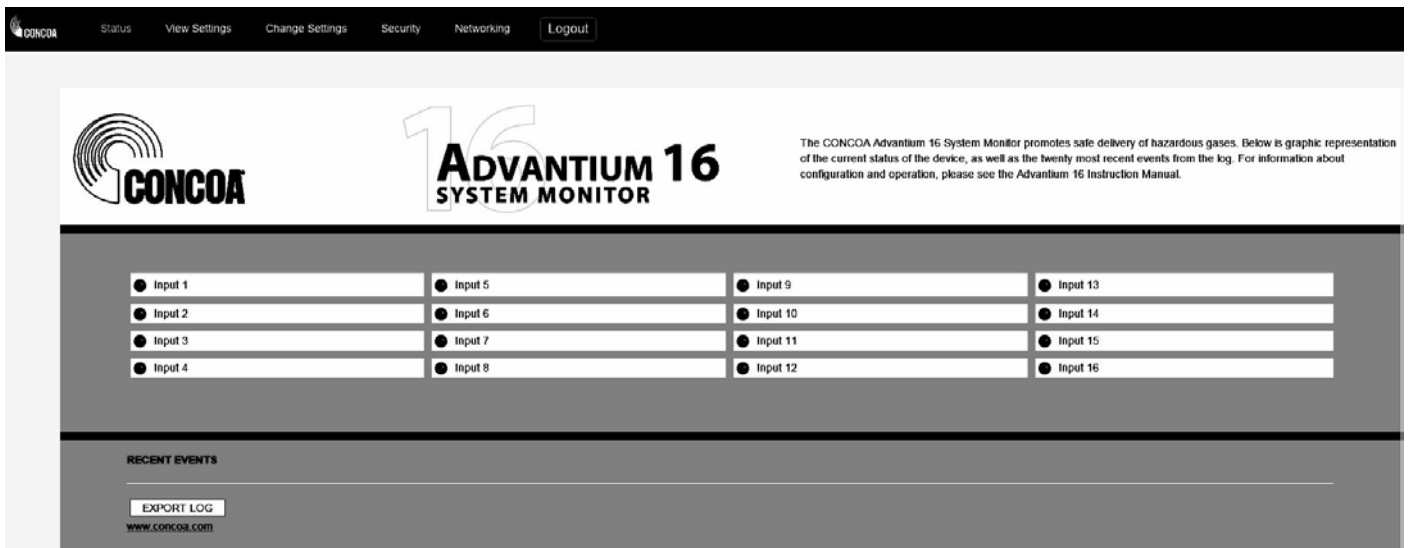 CONCOA Status View Settings Change Settings Security Networking Logout
CONCOA
16
ADVANTIUM 16
SYSTEM MONITOR
The CONCOA Advantium 16 System Monitor promotes safe delivery of hazardous gases. Below is graphic representation
of the current status of the device, as well as the twenty most recent events from the log. For information about
configuration and operation, please see the Advantium 16 Instruction Manual.
Input 1 Input 5 Input 9 Input 13
Input 2 Input 6 Input 10 Input 14
Input 3 Input 7 Input 11 Input 15
Input 4 Input 8 Input 12 Input 16
RECENT EVENTS
EXPORT LOG
www.concoa.com